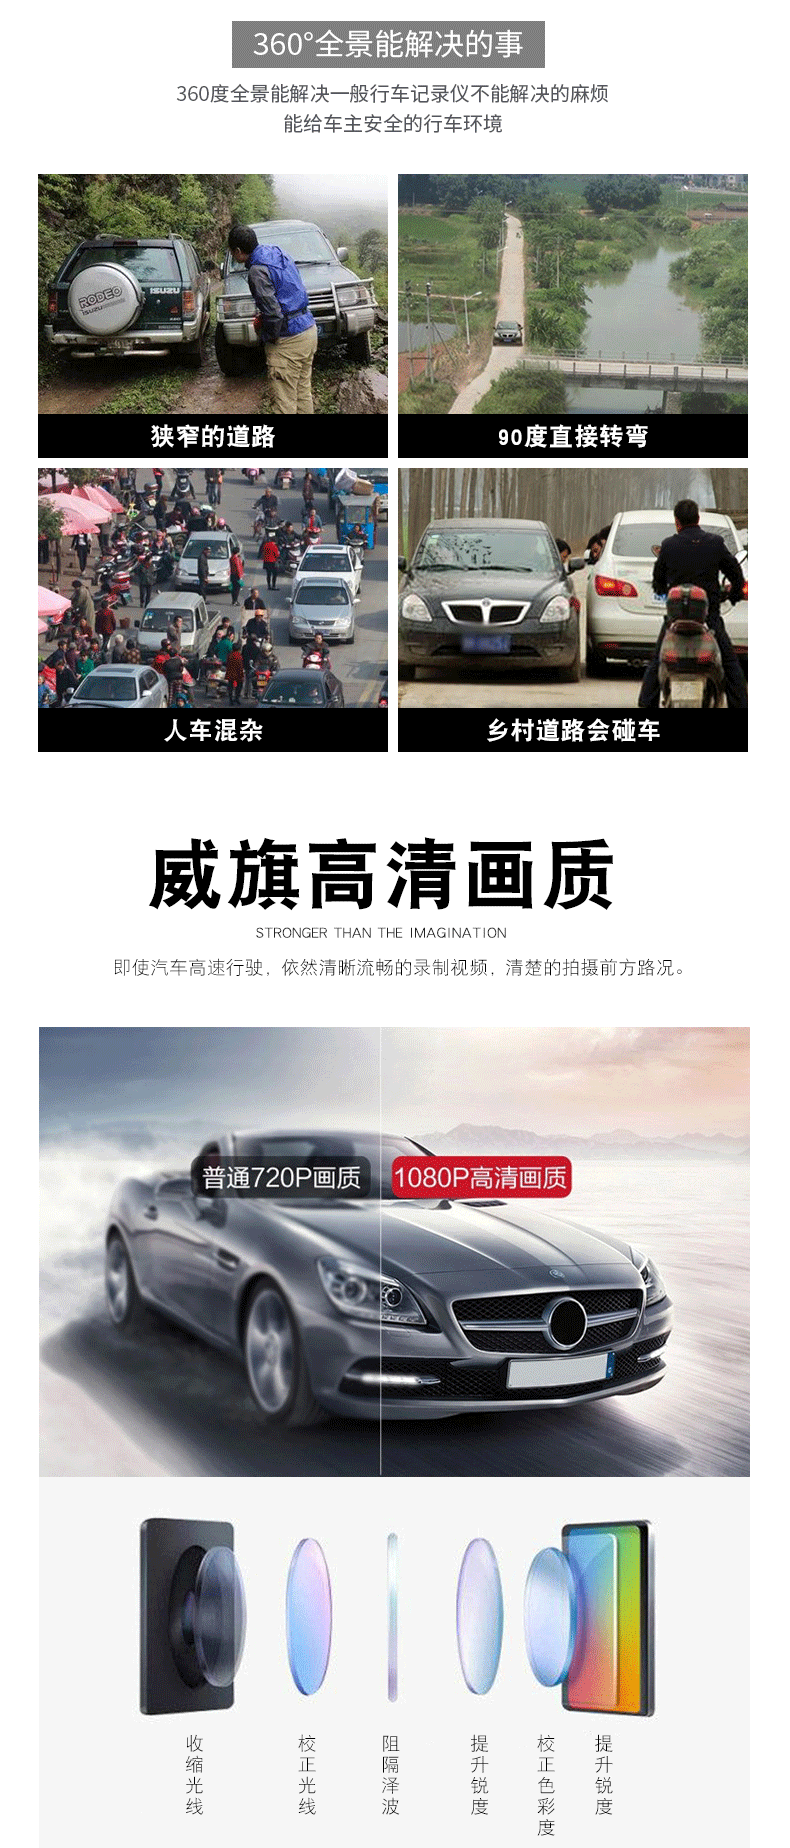 360°全景能解决的事
360度全景能解决一般行车记录仪不能解决的麻烦
能给车主安全的行车环境
RODEO
ISUZU
ISUZU
狭窄的道路
90度直接转弯
人车混杂
乡村道路会碰车
威旗高清画质
STRONGER THAN THE IMAGINATION
即使汽车高速行驶，依然清晰流畅的录制视频，清楚的拍摄前方路况。
普通720P画质
1080P高清画质
收缩光线
校正光线
阻隔泽波
提升锐度
校正色彩度
提升锐度